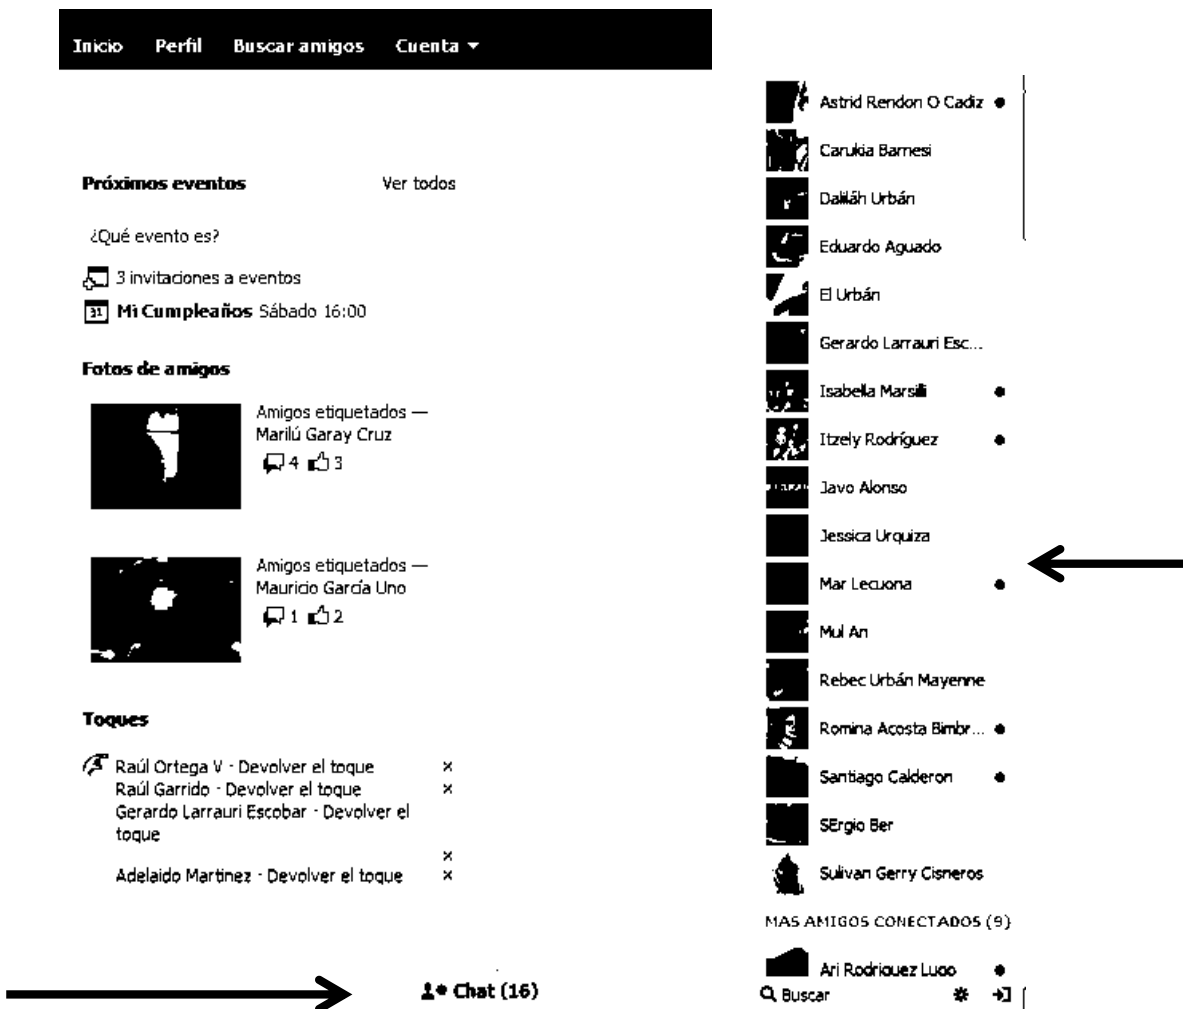 Inicio Perfil Buscar amigos Cuenta
Próximos eventos Ver todos
¿Qué evento es?
3 invitaciones a eventos
31 Mi Cumpleaños Sábado 16:00
Fotos de amigos
Amigos etiquetados —
Marilú Garay Cruz
4 3
Amigos etiquetados —
Mauricio García Uno
1 2
Toques
Raúl Ortega V - Devolver el toque ×
Raúl Garrido - Devolver el toque ×
Gerardo Larrauri Escobar - Devolver el
toque
×
Adelaido Martinez - Devolver el toque ×
Chat (16)
Astrid Rendon O Cadiz
Carukia Barnesi
Daliláh Urbán
Eduardo Aguado
El Urbán
Gerardo Larrauri Esc...
Isabella Marsilli
Itzely Rodríguez
Javo Alonso
Jessica Urquiza
Mar Lecuona
Mul An
Rebec Urbán Mayenne
Romina Acosta Bimbr...
Santiago Calderon
SErgio Ber
Sulivan Gerry Cisneros
MAS AMIGOS CONECTADOS (9)
Ari Rodriguez Lugo
Buscar